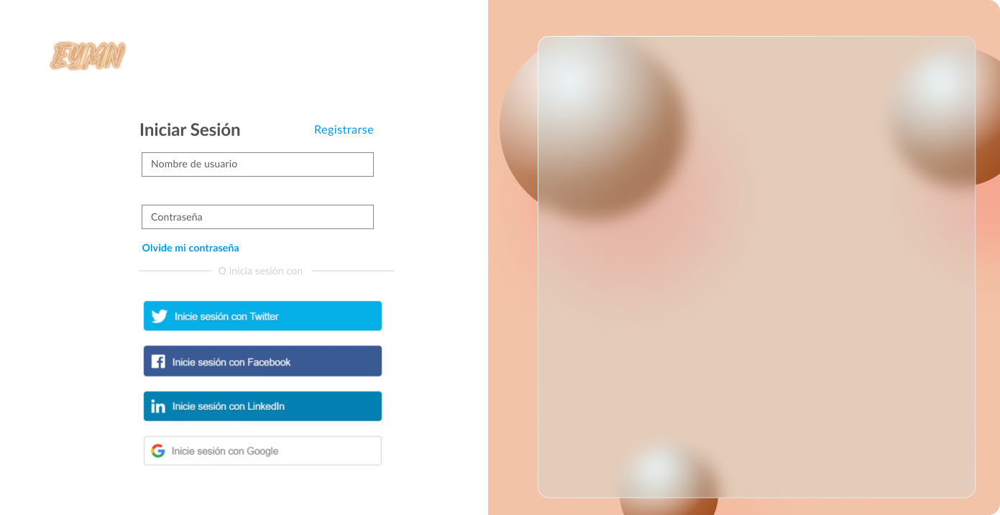 EYMN
Iniciar Sesión
Registrarse
Nombre de usuario
Contraseña
Olvide mi contraseña
O inicia sesión con
Inicie sesión con Twitter
Inicie sesión con Facebook
Inicie sesión con LinkedIn
Inicie sesión con Google